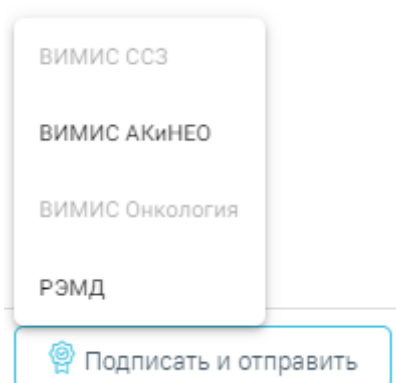 ВИМИС ССЗ
ВИМИС АКиНЕО
ВИМИС Онкология
РЭМД
Подписать и отправить